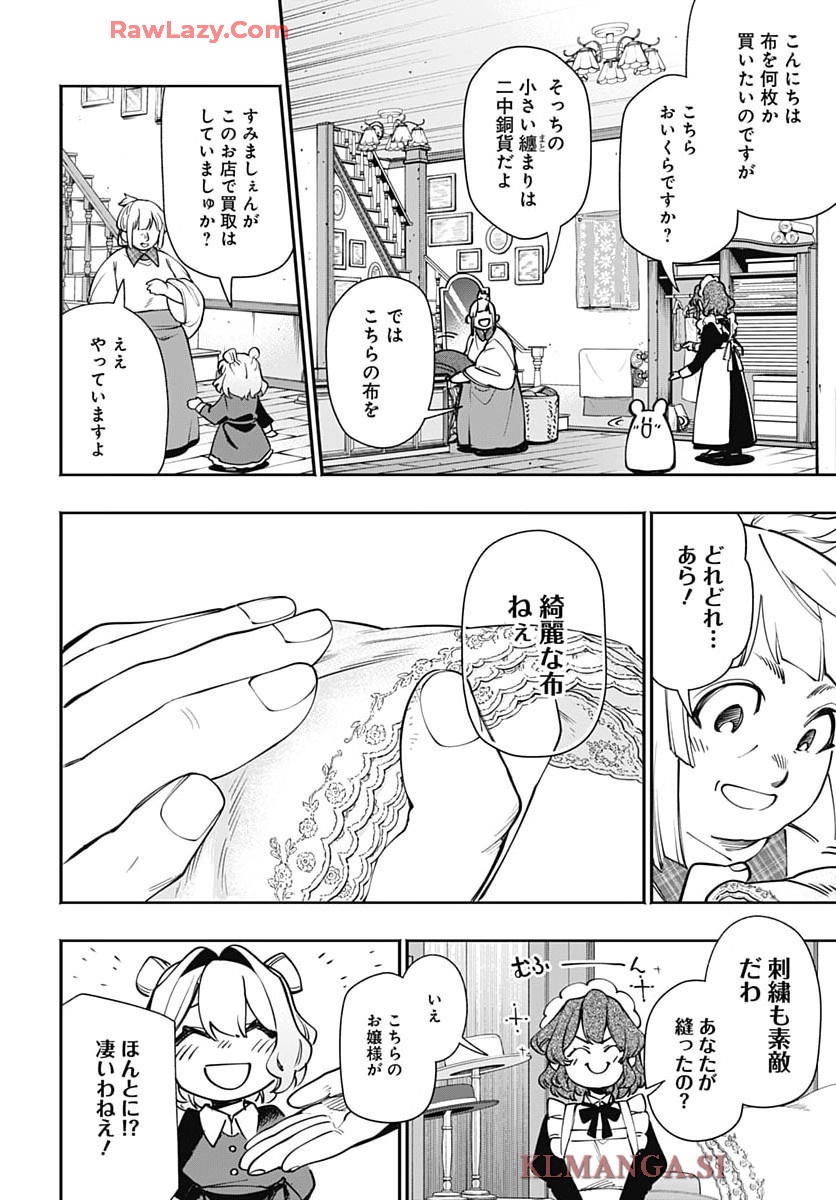 RawLazy.Com
こんにちは
布を何枚か
買いたいのですが
こちら
おいくらですか?
そっちの
小さい纏まりは
まと
二中銅貨だよ
では
こちらの布を
すみましぇんが
このお店で買取は
していましゅか?
ええ
やっていますよ
どれどれ…
あら!
綺麗な布
ねぇ
刺繍も素敵
だわ
あなたが
縫ったの?
むふーん
いえ
こちらの
お嬢様が
ほんとに!?
凄いわねえ!
KLMANGA.SI